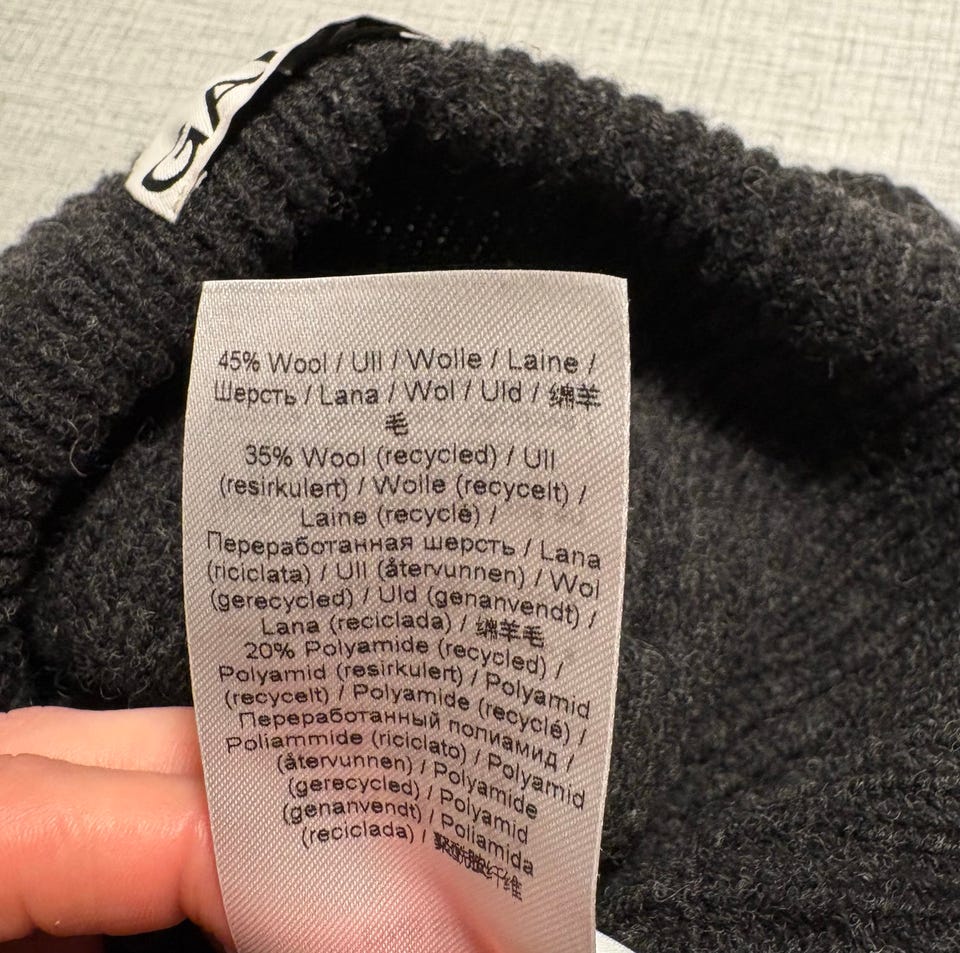 GA
45% Wool / Ull / Wolle / Laine /
Шерсть / Lana / Wol / Uld / 绵羊
毛
35% Wool (recycled) / Ull
(resirkulert) / Wolle (recycelt) /
Laine (recyclé) /
Переработанная шерсть / Lana
(riciclata) / Ull (återvunnen) / Wol
(gerecycled) / Uld (genanvendt) /
Lana (reciclada) / 绵羊毛
20% Polyamide (recycled) /
Polyamid (resirkulert) / Polyamid
(recycelt) / Polyamide (recyclé) /
Переработанный полиамид /
Poliammide (riciclato) / Polyamid
(återvunnen) / Polyamide
(gerecycled) / Polyamid
(genanvendt) / Poliamida
(reciclada) /